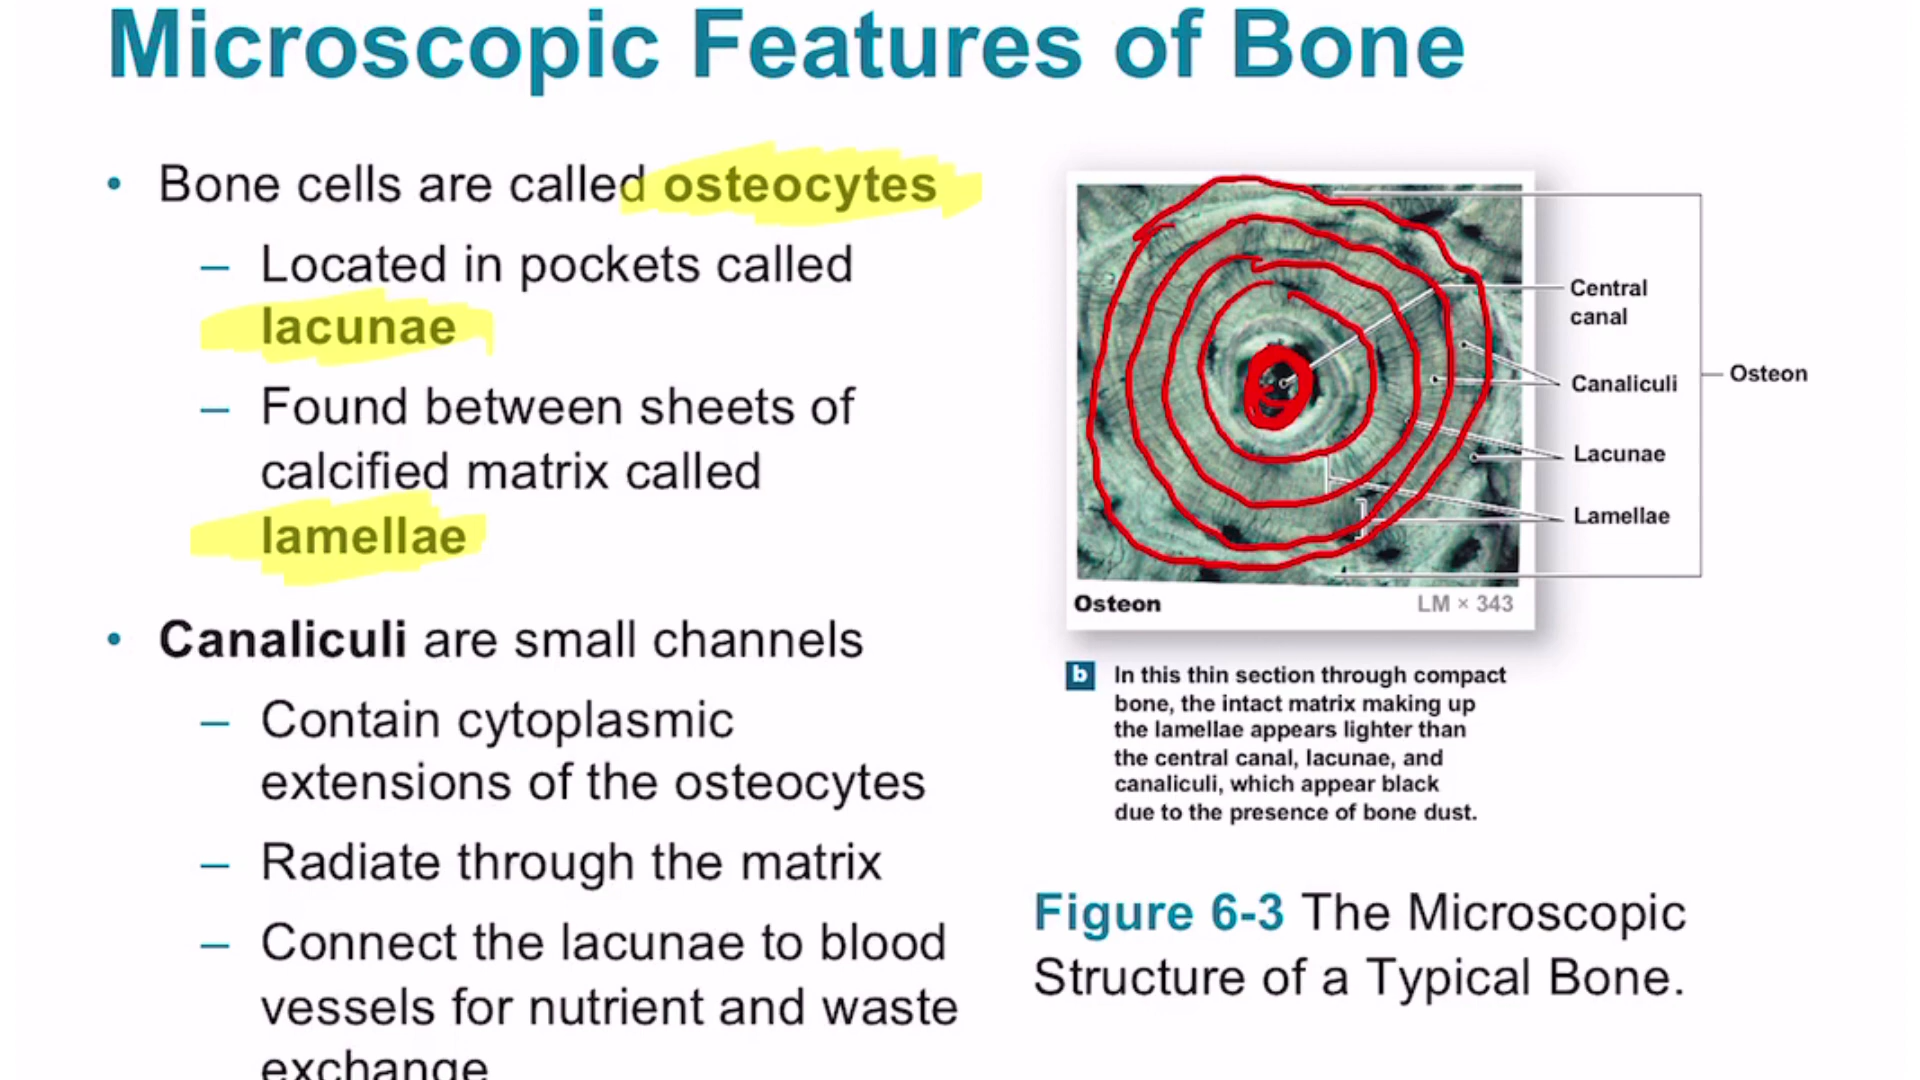 Microscopic Features of Bone
• Bone cells are called osteocytes
– Located in pockets called
lacunae
– Found between sheets of
calcified matrix called
lamellae
• Canaliculi are small channels
– Contain cytoplasmic
extensions of the osteocytes
– Radiate through the matrix
– Connect the lacunae to blood
vessels for nutrient and waste
exchange
Central
canal
Canaliculi
Osteon
Lacunae
Lamellae
Osteon LM × 343
b In this thin section through compact
bone, the intact matrix making up
the lamellae appears lighter than
the central canal, lacunae, and
canaliculi, which appear black
due to the presence of bone dust.
Figure 6-3 The Microscopic
Structure of a Typical Bone.